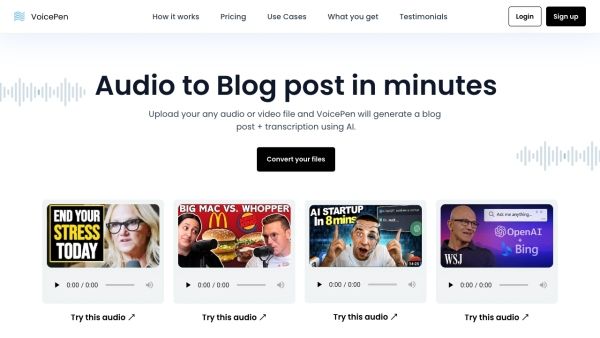 VoicePen
How it works
Pricing
Use Cases
What you get
Testimonials
Login
Sign up
Audio to Blog post in minutes
Upload your any audio or video file and VoicePen will generate a blog
post + transcription using AI.
Convert your files
END YOUR
STRESS
TODAY
BIG MAC VS. WHOPPER
AI STARTUP
In 8 mins
14:25
Ask me anything...
OpenAI
+ Bing
WSJ
0:00 / 0:00
0:00 / 0:00
0:00 / 0:00
0:00 / 0:00
Try this audio ↗
Try this audio ↗
Try this audio ↗
Try this audio ↗